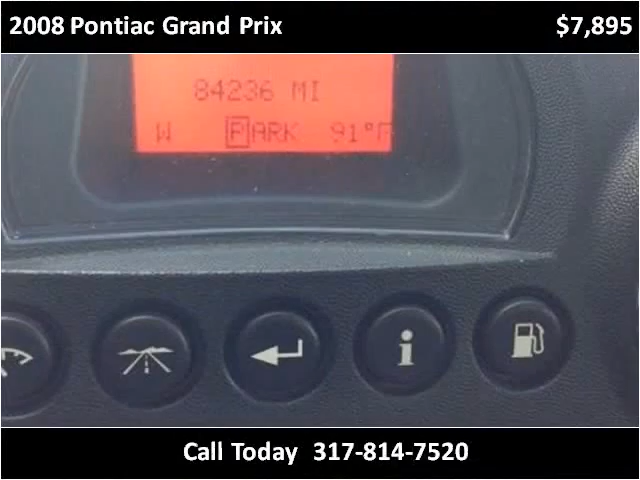 2008 Pontiac Grand Prix $7,895
84236 MI
W PARK 91°F
Call Today 317-814-7520